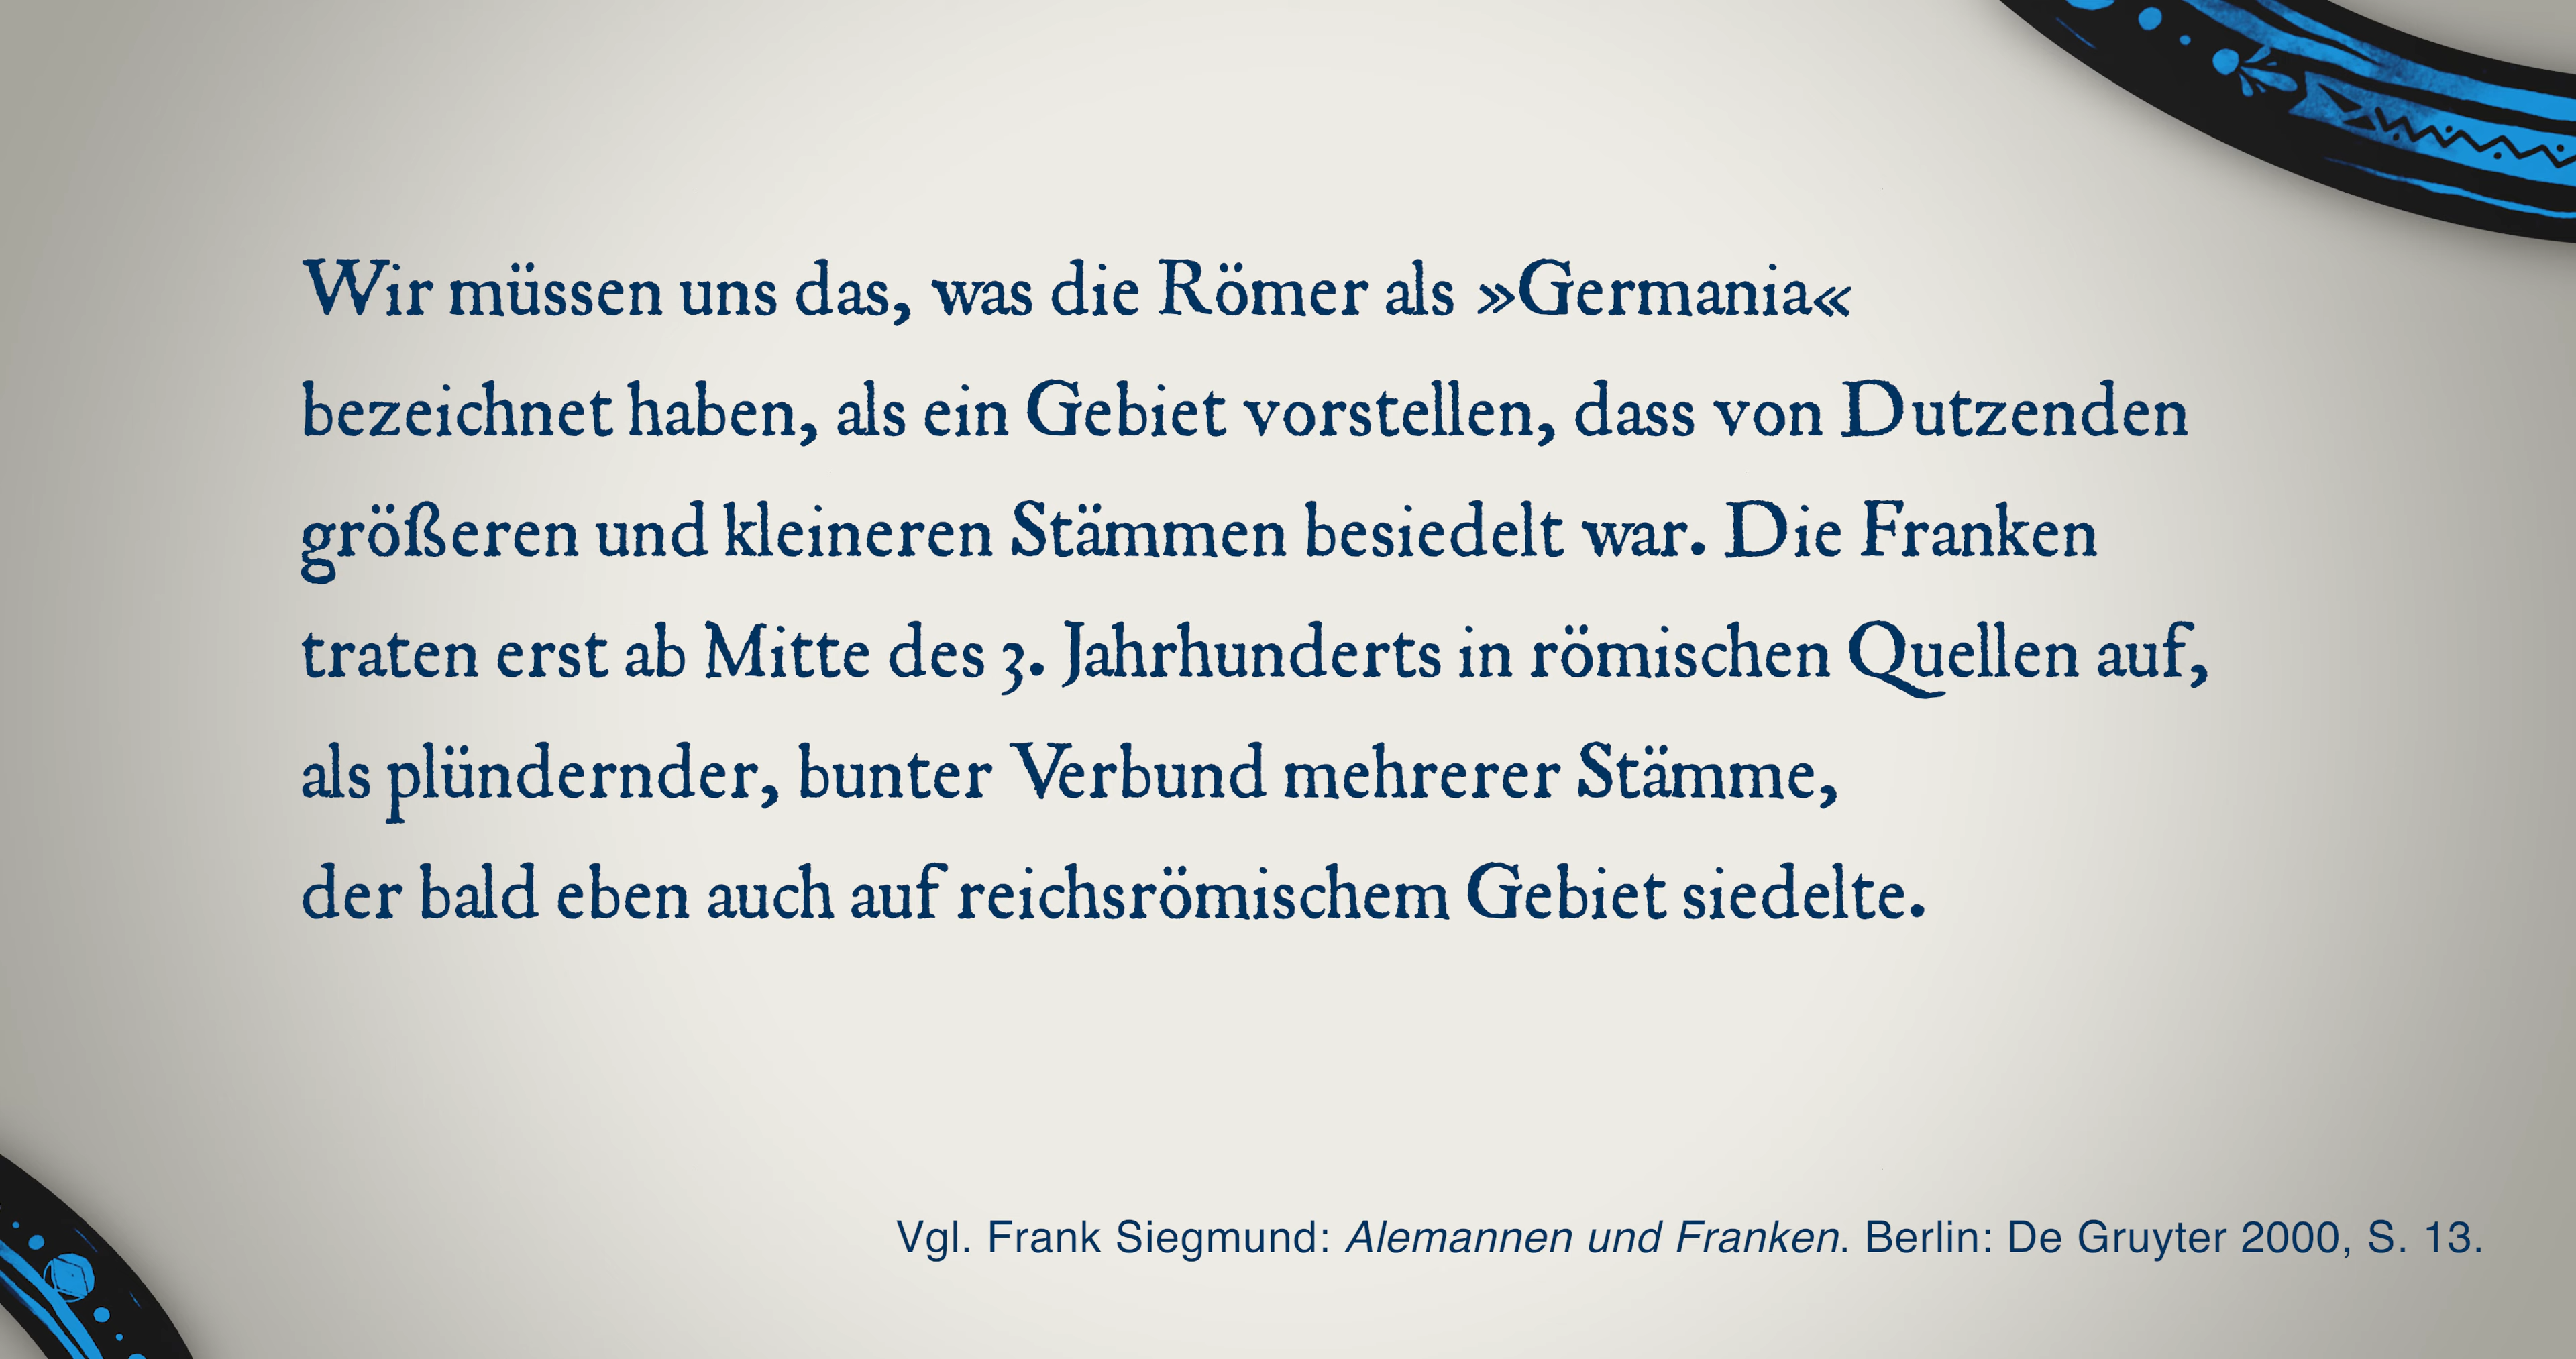 Wir müssen uns das, was die Römer als »Germania«
bezeichnet haben, als ein Gebiet vorstellen, dass von Dutzenden
größeren und kleineren Stämmen besiedelt war. Die Franken
traten erst ab Mitte des 3. Jahrhunderts in römischen Quellen auf,
als plündernder, bunter Verbund mehrerer Stämme,
der bald eben auch auf reichsrömischem Gebiet siedelte.
Vgl. Frank Siegmund: Alemannen und Franken. Berlin: De Gruyter 2000, S. 13.